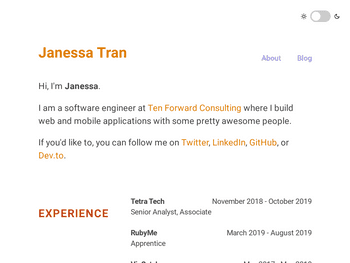 Janessa Tran
About Blog
Hi, I'm Janessa.
I am a software engineer at Ten Forward Consulting where I build
web and mobile applications with some pretty awesome people.
If you'd like, you can follow me on Twitter, LinkedIn, GitHub, or
Dev.to.
EXPERIENCE
Tetra Tech November 2018 - October 2019
Senior Analyst, Associate
RubyMe March 2019 - August 2019
Apprentice